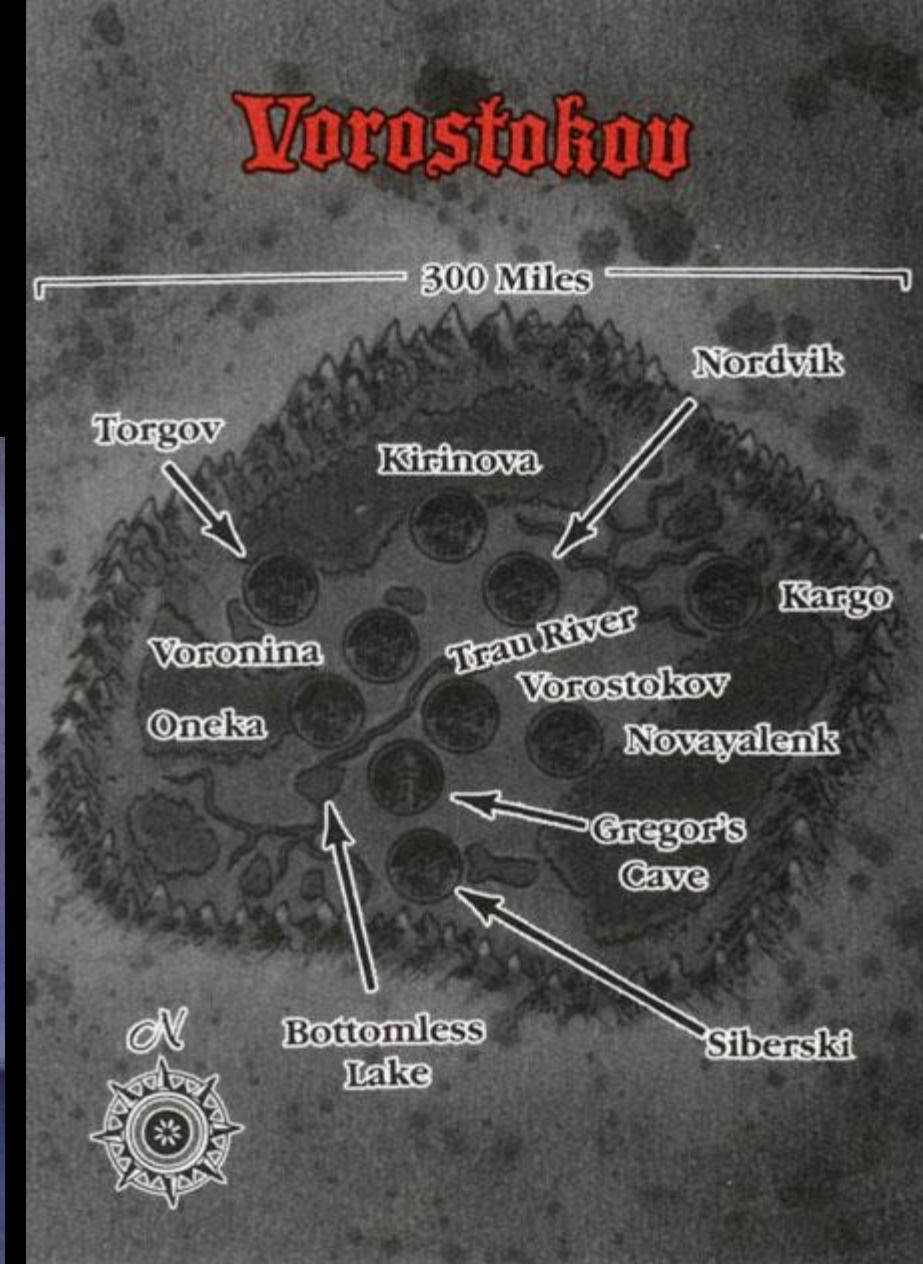 Vorostokov
300 Miles
Nordvik
Torgov
Kirinova
Kargo
Trau River
Voronina
Vorostokov
Oneka
Novayalenk
Gregor's
Cave
Bottomless
Lake
Siberski
N